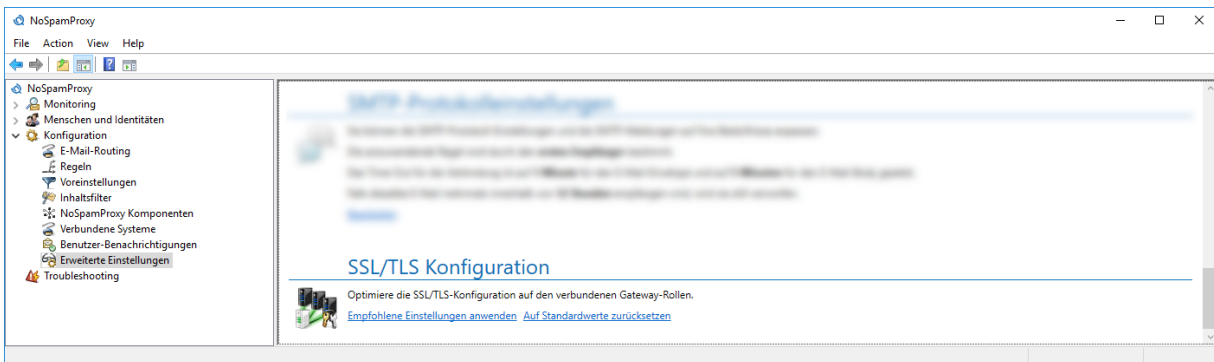 NoSpamProxy
File Action View Help
NoSpamProxy
Monitoring
Menschen und Identitäten
Konfiguration
E-Mail-Routing
Regeln
Voreinstellungen
Inhaltsfilter
NoSpamProxy Komponenten
Verbundene Systeme
Benutzer-Benachrichtigungen
Erweiterte Einstellungen
Troubleshooting
SMTP-Protokolleinstellungen
SSL/TLS Konfiguration
Optimiere die SSL/TLS-Konfiguration auf den verbundenen Gateway-Rollen.
Empfohlene Einstellungen anwenden Auf Standardwerte zurücksetzen